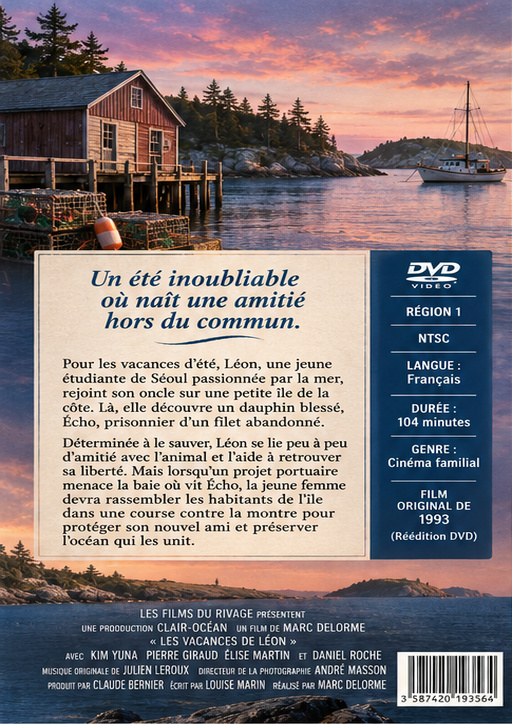 Un été inoubliable
où naît une amitié
hors du commun.
Pour les vacances d’été, Léon, une jeune
étudiante de Séoul passionnée par la mer,
rejoint son oncle sur une petite île de la
côte. Là, elle découvre un dauphin blessé,
Écho, prisonnier d’un filet abandonné.
Déterminée à le sauver, Léon se lie peu à peu
d’amitié avec l’animal et l’aide à retrouver
sa liberté. Mais lorsqu’un projet portuaire
menace la baie où vit Écho, la jeune femme
devra rassembler les habitants de l’île
dans une course contre la montre pour
protéger son nouvel ami et préserver
l’océan qui les unit.
DVD
VIDEO
RÉGION 1
NTSC
LANGUE :
Français
DURÉE :
104 minutes
GENRE :
Cinéma familial
FILM
ORIGINAL DE
1993
(Réédition DVD)
LES FILMS DU RIVAGE PRÉSENTENT
UNE PRODUCTION CLAIR-OCÉAN UN FILM DE MARC DELORME
« LES VACANCES DE LÉON »
AVEC KIM YUNA PIERRE GIRAUD ÉLISE MARTIN ET DANIEL ROCHE
MUSIQUE ORIGINALE DE JULIEN LEROUX DIRECTEUR DE LA PHOTOGRAPHIE ANDRÉ MASSON
PRODUIT PAR CLAUDE BERNIER ÉCRIT PAR LOUISE MARIN RÉALISÉ PAR MARC DELORME
3 587420 193564